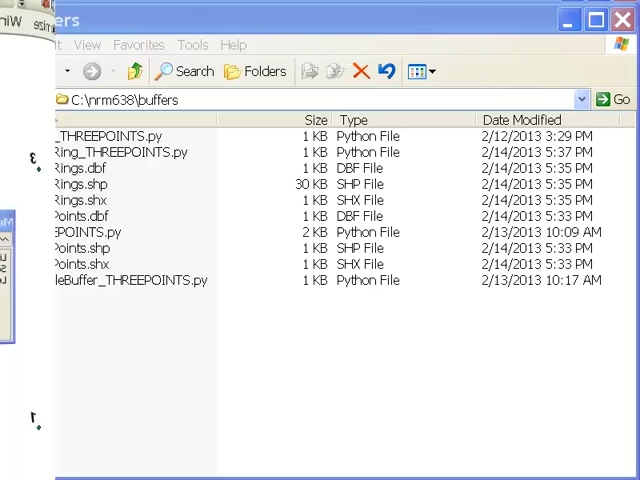 ers
View Favorites Tools Help
Search Folders
C:\nrm638\buffers Go
Size Type Date Modified
_THREEPOINTS.py 1 KB Python File 2/12/2013 3:29 PM
Ring_THREEPOINTS.py 1 KB Python File 2/14/2013 5:37 PM
Rings.dbf 1 KB DBF File 2/14/2013 5:35 PM
Rings.shp 30 KB SHP File 2/14/2013 5:35 PM
Rings.shx 1 KB SHX File 2/14/2013 5:35 PM
Points.dbf 1 KB DBF File 2/14/2013 5:33 PM
EPOINTS.py 2 KB Python File 2/13/2013 10:09 AM
Points.shp 1 KB SHP File 2/14/2013 5:33 PM
Points.shx 1 KB SHX File 2/14/2013 5:33 PM
leBuffer_THREEPOINTS.py 1 KB Python File 2/13/2013 10:17 AM
3
1